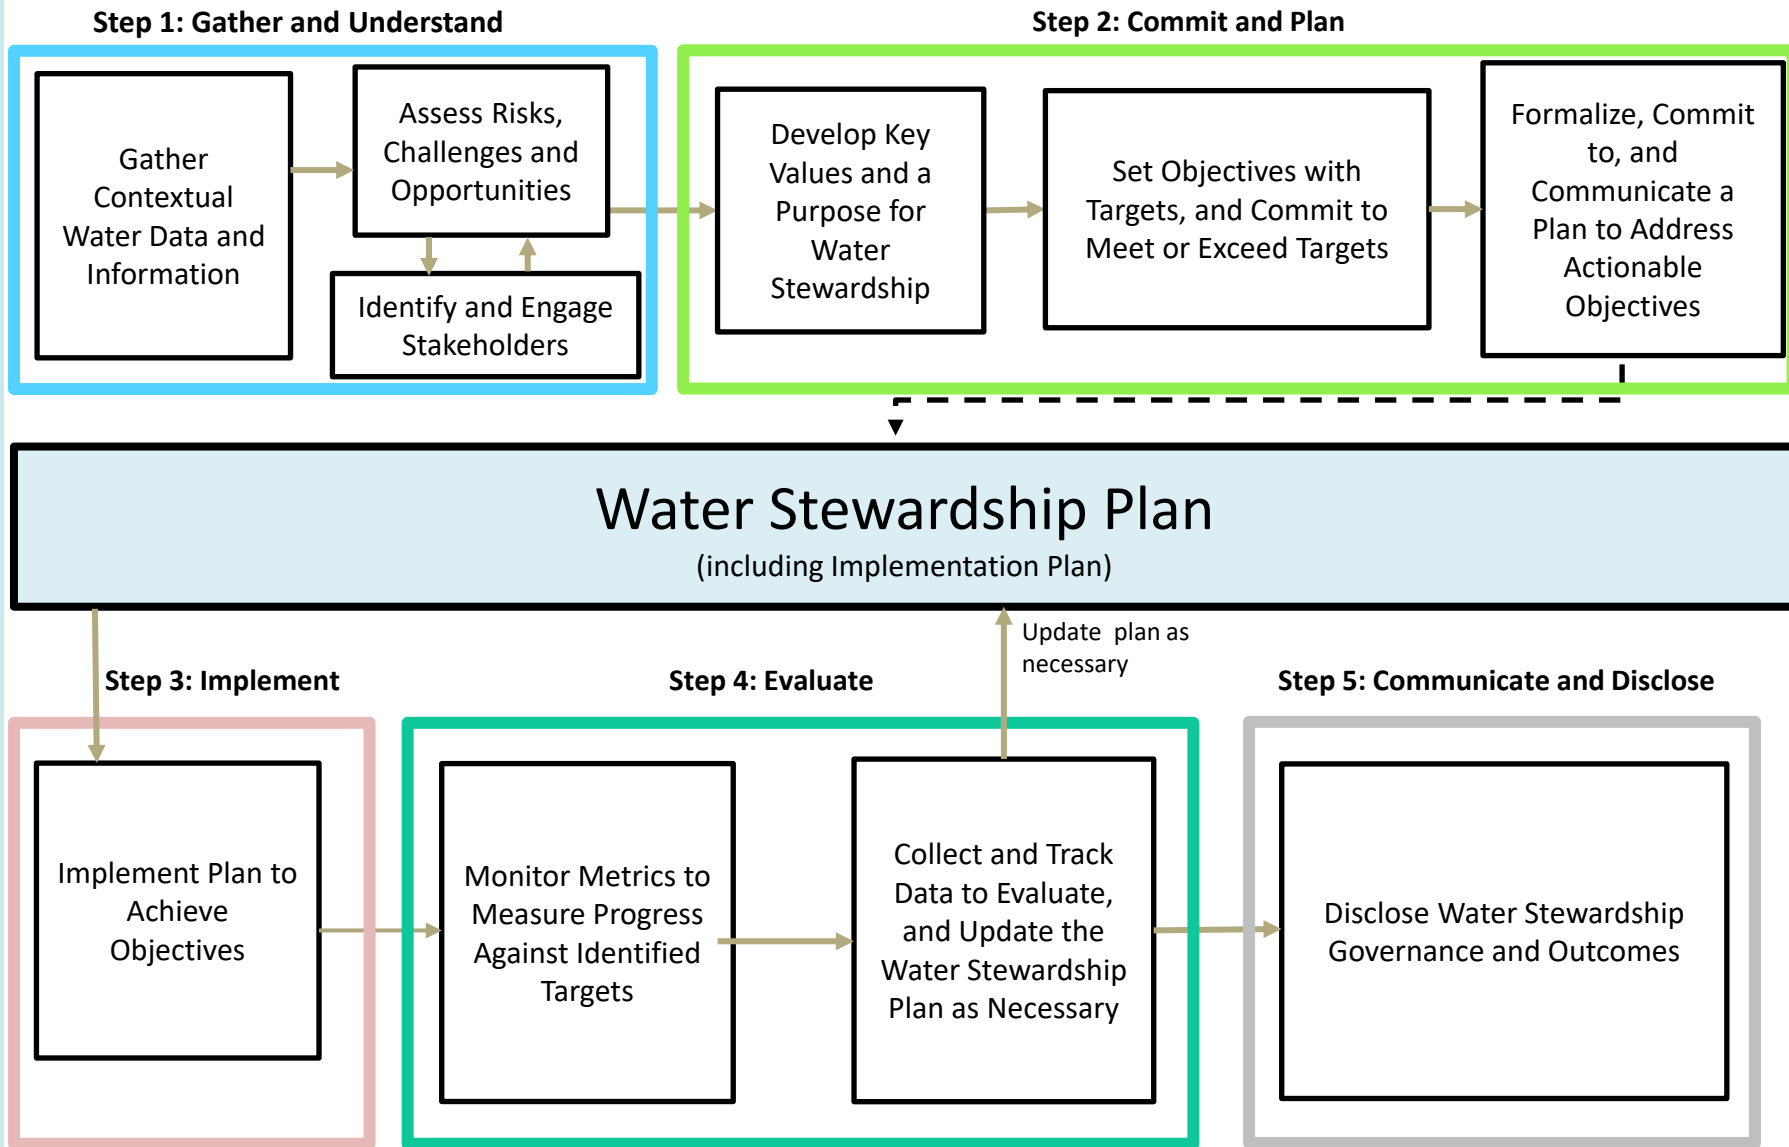 Step 1: Gather and Understand
Gather
Contextual
Water Data and
Information
Assess Risks,
Challenges and
Opportunities
Identify and Engage
Stakeholders
Step 2: Commit and Plan
Develop Key
Values and a
Purpose for
Water
Stewardship
Set Objectives with
Targets, and Commit to
Meet or Exceed Targets
Formalize, Commit
to, and
Communicate a
Plan to Address
Actionable
Objectives
Water Stewardship Plan
(including Implementation Plan)
Update plan as
necessary
Step 3: Implement
Implement Plan to
Achieve
Objectives
Step 4: Evaluate
Monitor Metrics to
Measure Progress
Against Identified
Targets
Collect and Track
Data to Evaluate,
and Update the
Water Stewardship
Plan as Necessary
Step 5: Communicate and Disclose
Disclose Water Stewardship
Governance and Outcomes